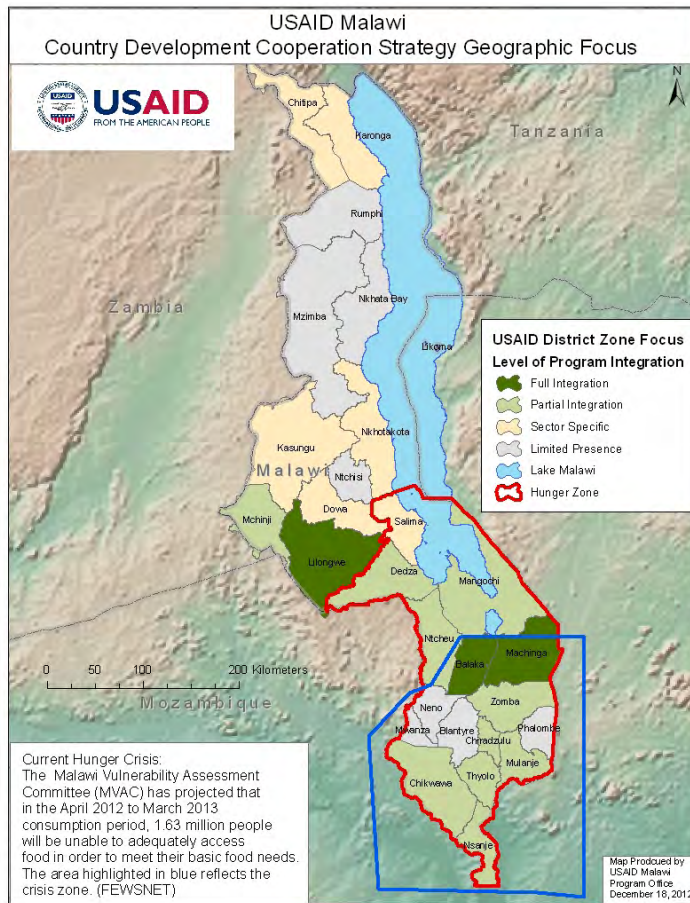 USAID Malawi
Country Development Cooperation Strategy Geographic Focus
USAID
FROM THE AMERICAN PEOPLE
N
Tanzania
Zambia
Malawi
Mozambique
Chitipa
Karonga
Rumphi
Nkhata Bay
Mzimba
Likoma
Nkhotakota
Kasungu
Ntchisi
Dowa
Mchinji
Salima
Lilongwe
Dedza
Mangochi
Ntcheu
Balaka
Machinga
Neno
Zomba
Mwanza
Blantyre
Phalombe
Chiradzulu
Mulanje
Thyolo
Chikwawa
Nsanje
USAID District Zone Focus
Level of Program Integration
Full Integration
Partial Integration
Sector Specific
Limited Presence
Lake Malawi
Hunger Zone
0 50 100 200 Kilometers
Current Hunger Crisis:
The Malawi Vulnerability Assessment
Committee (MVAC) has projected that
in the April 2012 to March 2013
consumption period, 1.63 million people
will be unable to adequately access
food in order to meet their basic food needs.
The area highlighted in blue reflects the
crisis zone. (FEWSNET)
Map Prodcued by
USAID Malawi
Program Office
December 18, 2012